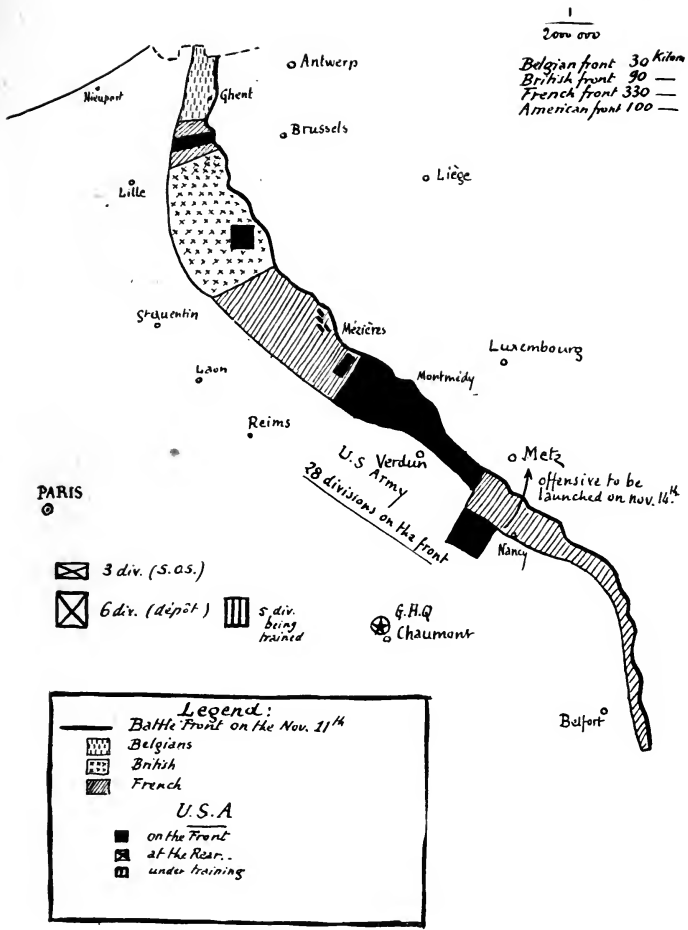 1
2000 000
Belgian front 30 Kilom
British front 90 —
French front 330 —
American front 100 —
Antwerp
Nieuport
Ghent
Brussels
Lille
Liège
St Quentin
Mézières
Luxembourg
Laon
Montmédy
Reims
U.S Army
28 divisions on the front
Verdun
Metz
offensive to be
launched on nov. 14th
PARIS
Nancy
3 div. (S.O.S.)
6 div. (dépôt)
5 div.
being
trained
G.H.Q
Chaumont
Belfort
Legend:
Battle Front on the Nov. 11th
Belgians
British
French
U.S.A
on the Front
at the Rear..
under training